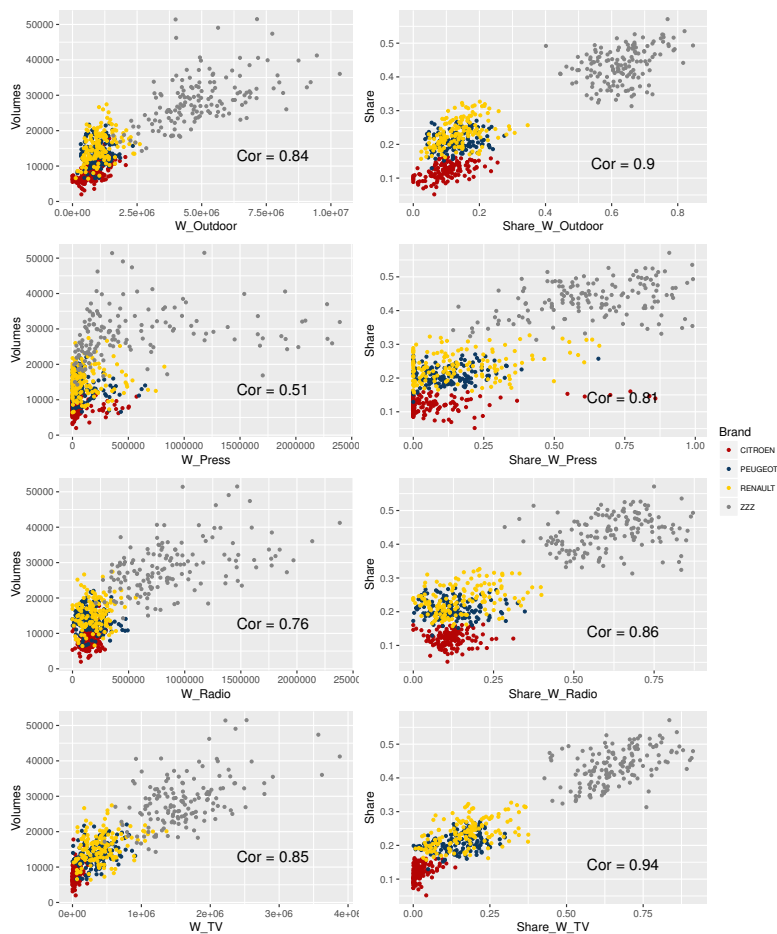 50000
40000
30000
20000
10000
0
Volumes
Cor = 0.84
0.0e+00 2.5e+06 5.0e+06 7.5e+06 1.0e+07
W_Outdoor
0.5
0.4
0.3
0.2
0.1
Share
Cor = 0.9
0.0 0.2 0.4 0.6 0.8
Share_W_Outdoor
50000
40000
30000
20000
10000
0
Volumes
Cor = 0.51
0 500000 1000000 1500000 2000000 25000
W_Press
0.5
0.4
0.3
0.2
0.1
Share
Cor = 0.81
0.00 0.25 0.50 0.75 1.00
Share_W_Press
Brand
CITROEN
PEUGEOT
RENAULT
ZZZ
50000
40000
30000
20000
10000
0
Volumes
Cor = 0.76
0 500000 1000000 1500000 2000000 25000
W_Radio
0.5
0.4
0.3
0.2
0.1
Share
Cor = 0.86
0.00 0.25 0.50 0.75
Share_W_Radio
50000
40000
30000
20000
10000
0
Volumes
Cor = 0.85
0e+00 1e+06 2e+06 3e+06 4e+06
W_TV
0.5
0.4
0.3
0.2
0.1
Share
Cor = 0.94
0.00 0.25 0.50 0.75
Share_W_TV